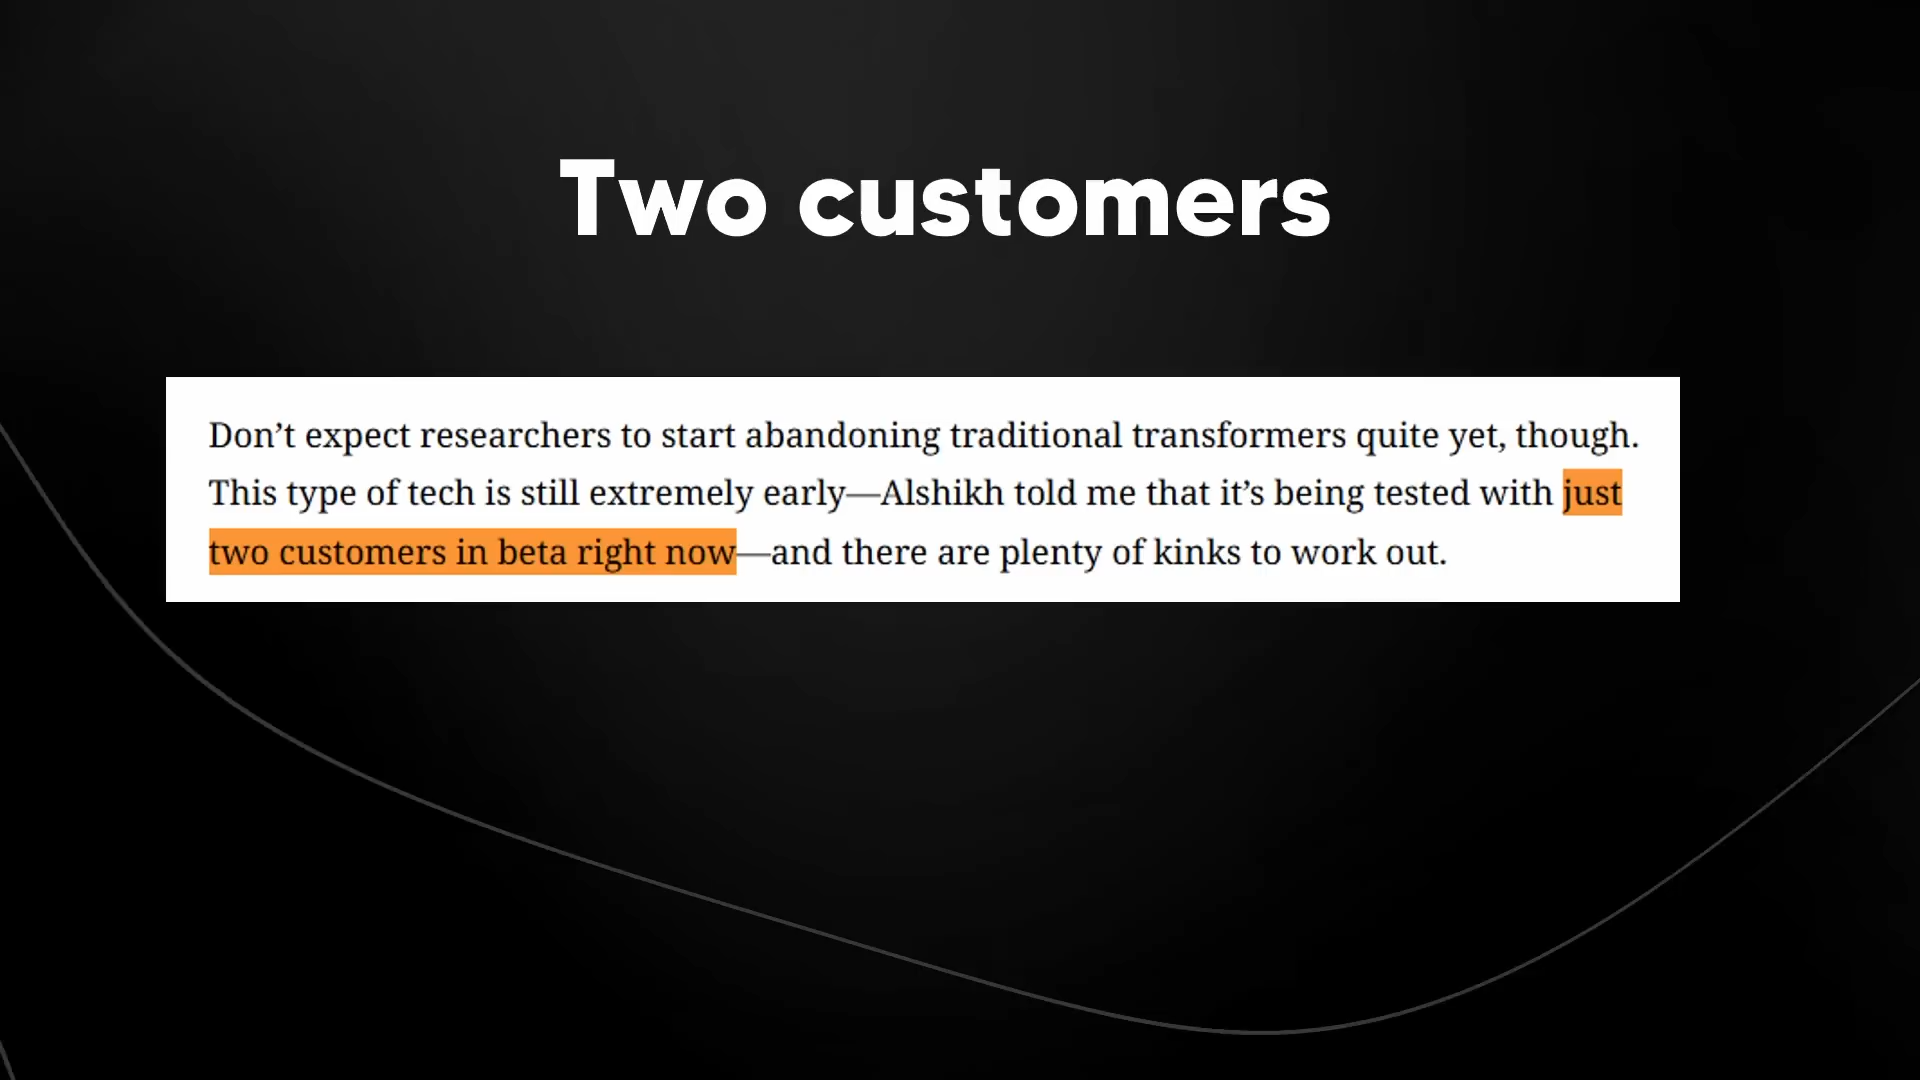 Two customers
Don’t expect researchers to start abandoning traditional transformers quite yet, though.
This type of tech is still extremely early—Alshikh told me that it’s being tested with just
two customers in beta right now—and there are plenty of kinks to work out.